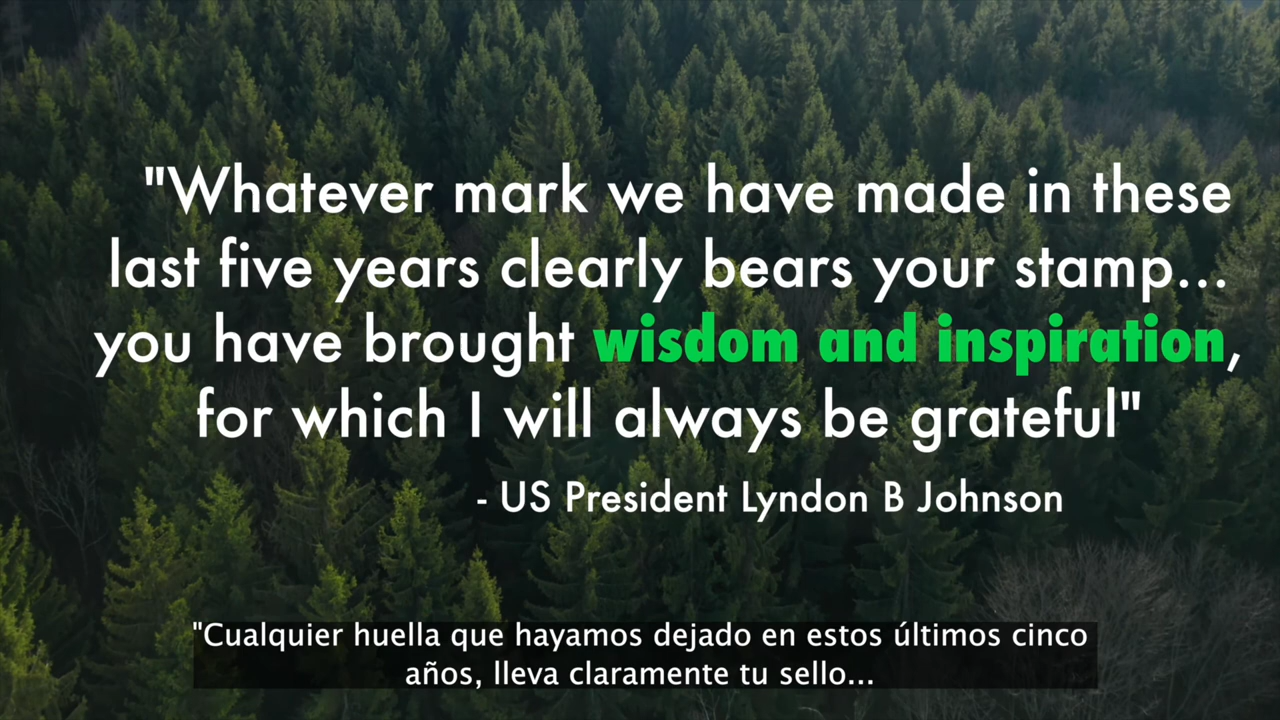 "Whatever mark we have made in these
last five years clearly bears your stamp...
you have brought wisdom and inspiration,
for which I will always be grateful"
- US President Lyndon B Johnson
"Cualquier huella que hayamos dejado en estos últimos cinco
años, lleva claramente tu sello...